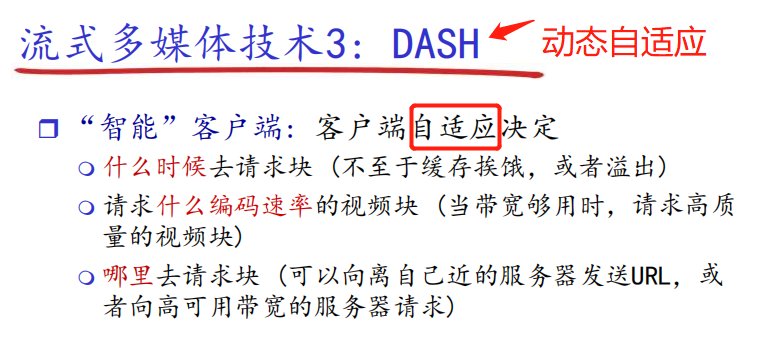 流式多媒体技术3：DASH 动态自适应
“智能”客户端：客户端自适应决定
什么时候去请求块（不至于缓存挨饿，或者溢出）
请求什么编码速率的视频块（当带宽够用时，请求高质
量的视频块）
哪里去请求块（可以向离自己近的服务器发送URL，或
者向高可用带宽的服务器请求）